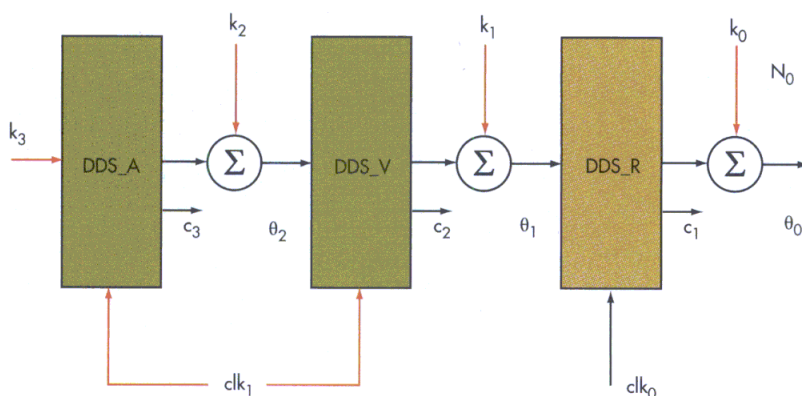 k₂
k₁
k₀
N₀
k₃
DDS_A
Σ
DDS_V
Σ
DDS_R
Σ
c₃
θ₂
c₂
θ₁
c₁
θ₀
clk₁
clk₀